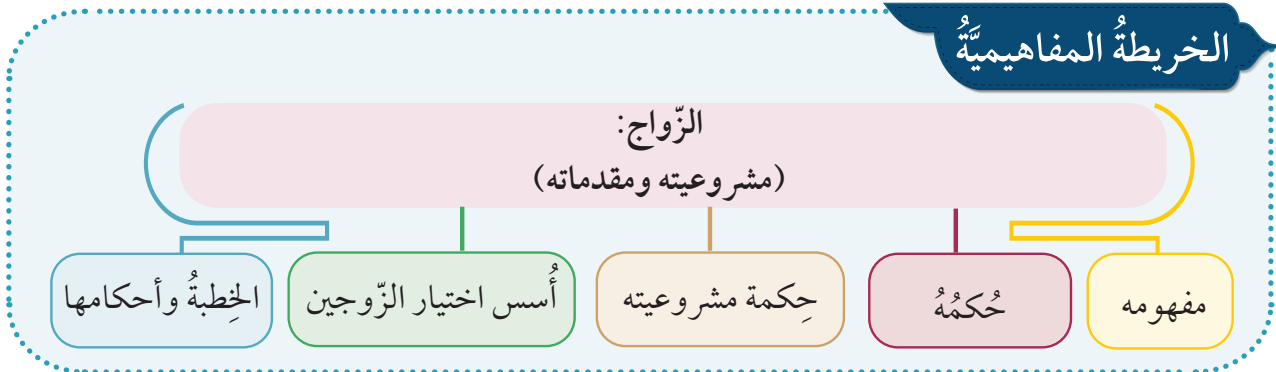 الخريطةُ المفاهيميَّةُ
الزّواج:
(مشروعيته ومقدماته)
مفهومه
حُكمُهُ
حِكمة مشروعيته
أُسس اختيار الزّوجين
الخِطبةُ وأحكامها